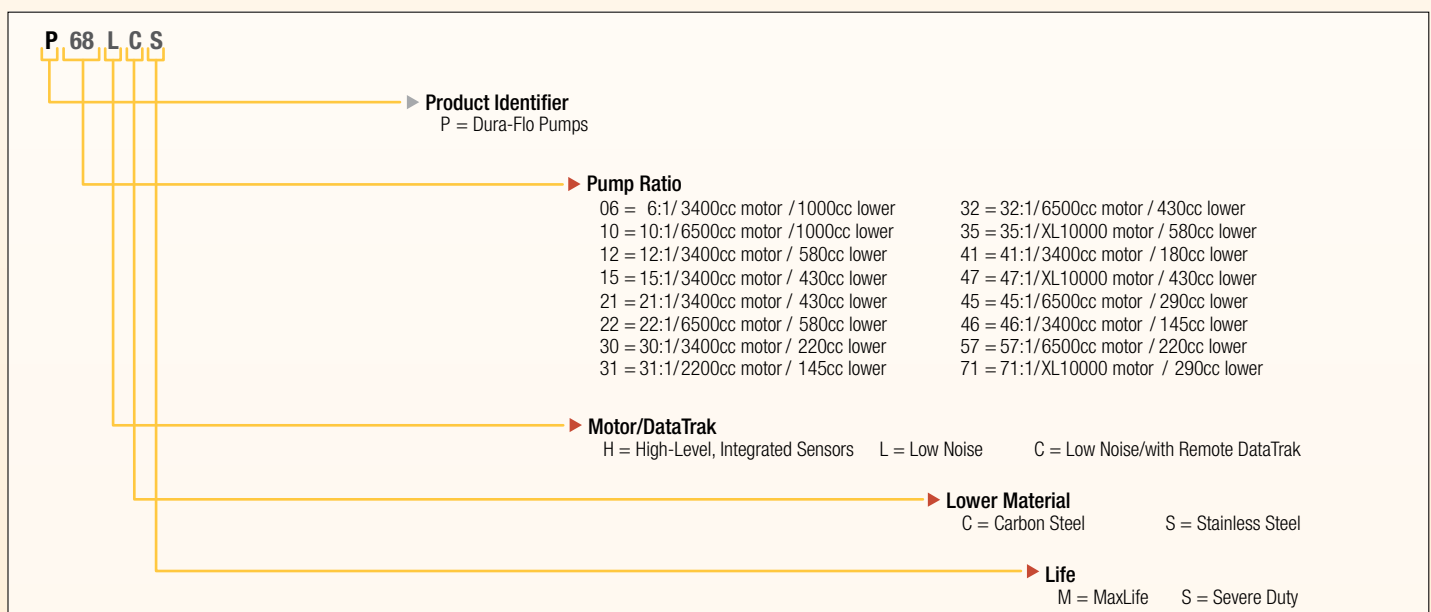 P 68 L C S
Product Identifier
P = Dura-Flo Pumps
Pump Ratio
06 = 6:1/ 3400cc motor / 1000cc lower
10 = 10:1/6500cc motor /1000cc lower
12 = 12:1/3400cc motor / 580cc lower
15 = 15:1/3400cc motor / 430cc lower
21 = 21:1/3400cc motor / 430cc lower
22 = 22:1/6500cc motor / 580cc lower
30 = 30:1/3400cc motor / 220cc lower
31 = 31:1/2200cc motor / 145cc lower
32 = 32:1/6500cc motor / 430cc lower
35 = 35:1/XL10000 motor / 580cc lower
41 = 41:1/3400cc motor / 180cc lower
47 = 47:1/XL10000 motor / 430cc lower
45 = 45:1/6500cc motor / 290cc lower
46 = 46:1/3400cc motor / 145cc lower
57 = 57:1/6500cc motor / 220cc lower
71 = 71:1/XL10000 motor / 290cc lower
Motor/DataTrak
H = High-Level, Integrated Sensors L = Low Noise C = Low Noise/with Remote DataTrak
Lower Material
C = Carbon Steel S = Stainless Steel
Life
M = MaxLife S = Severe Duty